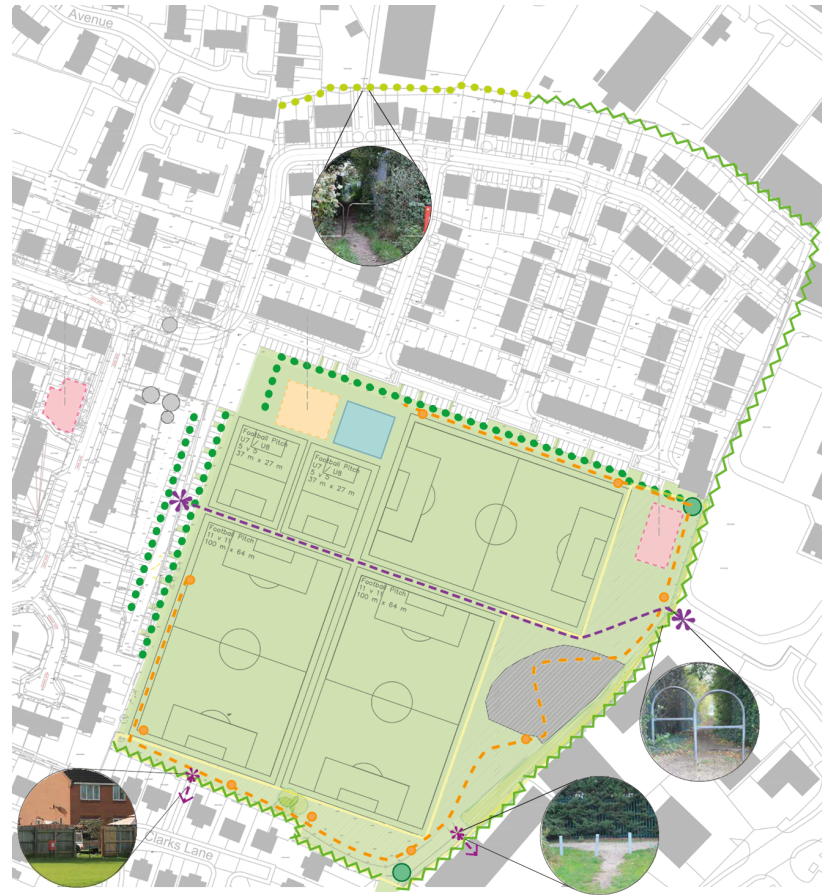 Avenue
Football Pitch
U7 / U8
5 v 5
37 m x 27 m
Football Pitch
U7 / U8
5 v 5
37 m x 27 m
Football Pitch
11 v 11
100 m x 64 m
Football Pitch
11 v 11
100 m x 64 m
Clarks Lane